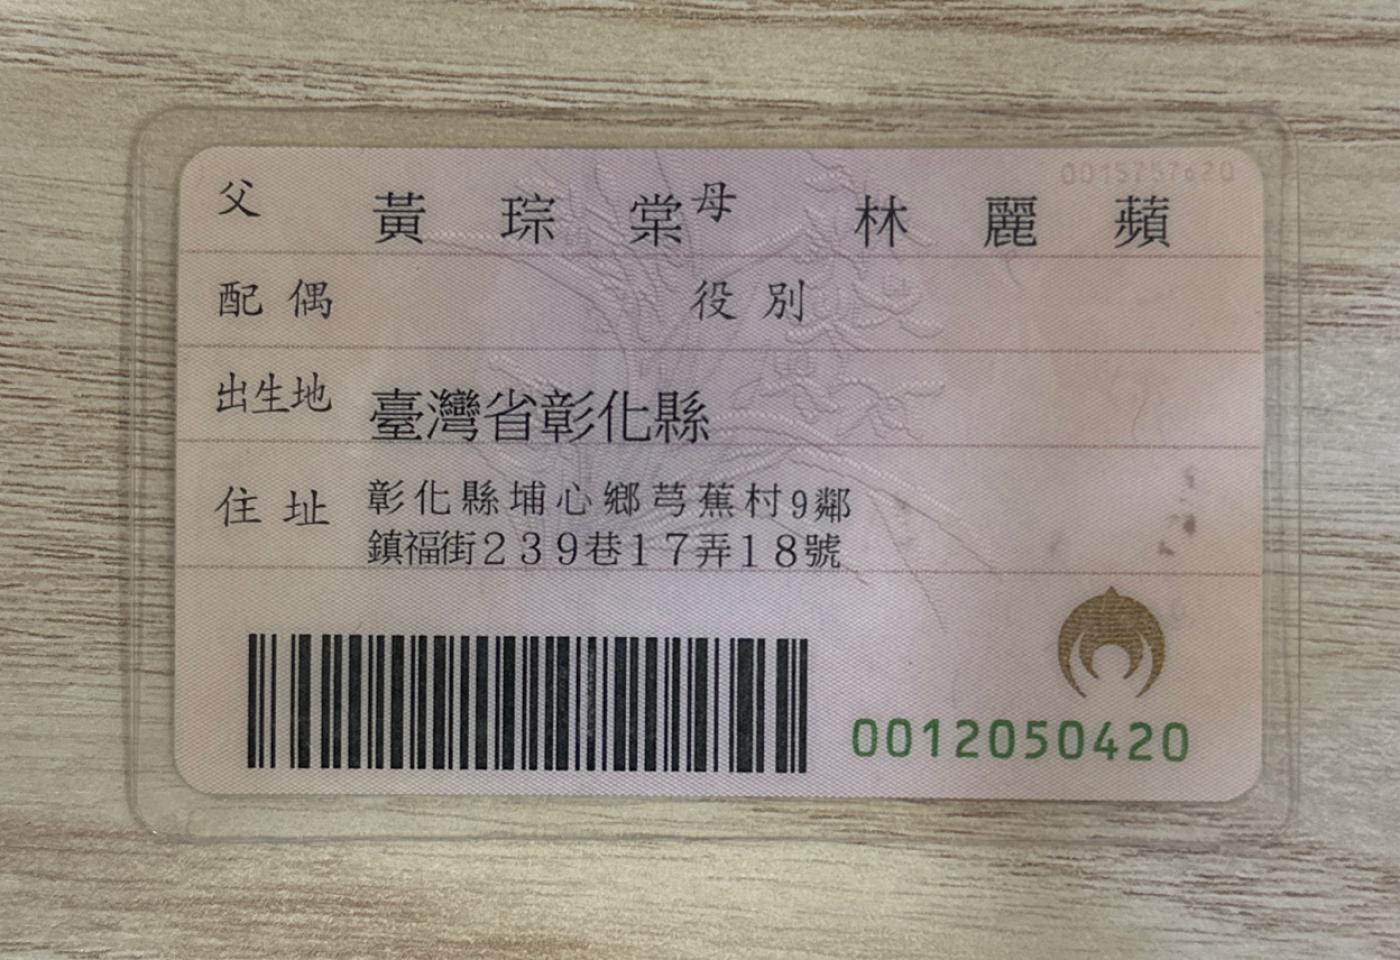 0015757620
父 黃琮棠 母 林麗蘋
配偶 役別
出生地 臺灣省彰化縣
住址 彰化縣埔心鄉芎蕉村9鄰
鎮福街239巷17弄18號
0012050420